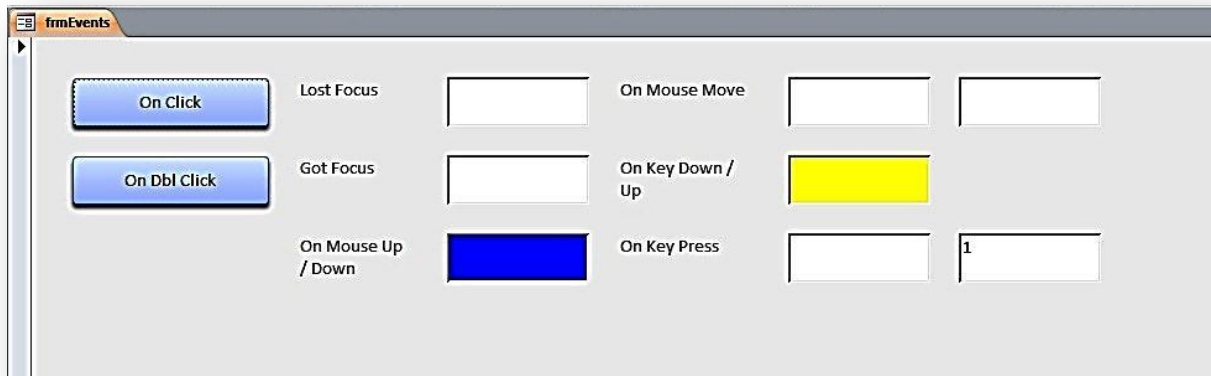 frmEvents
On Click
Lost Focus
On Mouse Move
On Dbl Click
Got Focus
On Key Down /
Up
On Mouse Up
/ Down
On Key Press
1